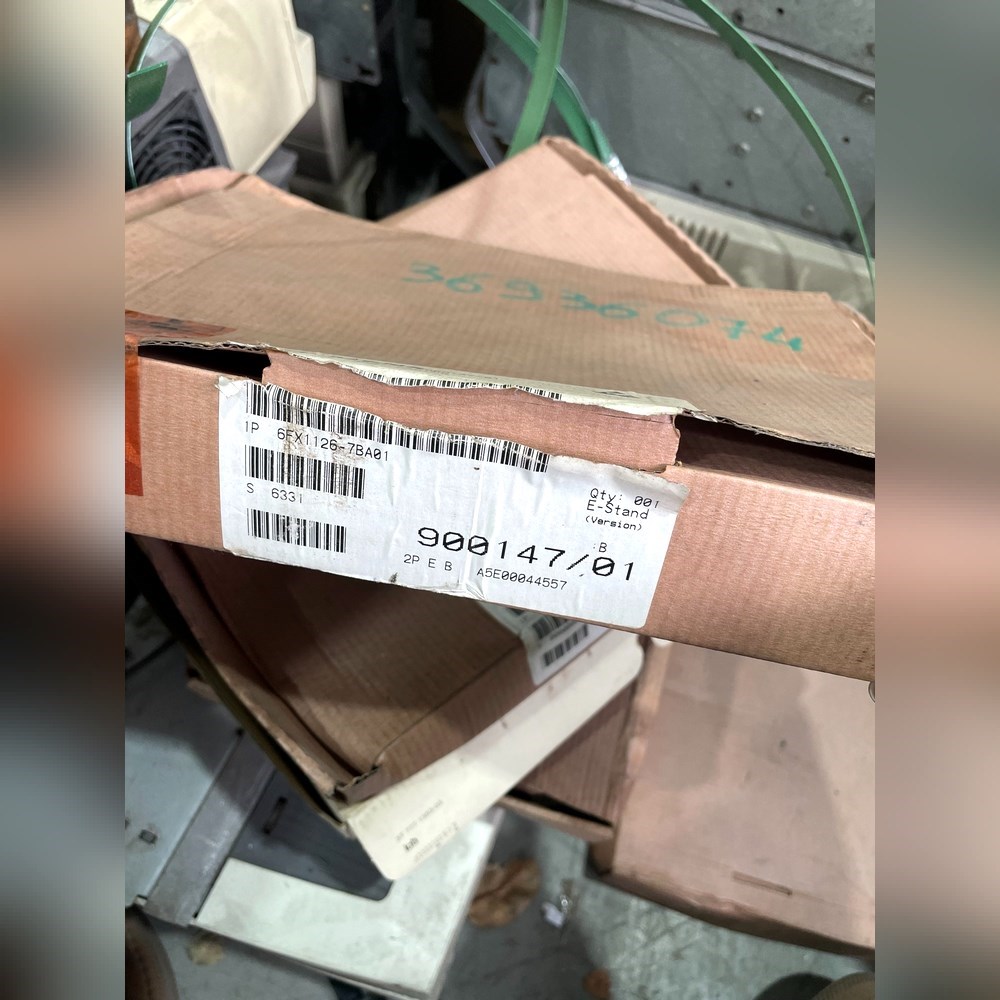 36936074
1P 6FX1126-7BA01
S 6331
Qty: 001
E-Stand
(Version)
B
900147/01
2P E B A5E00044557